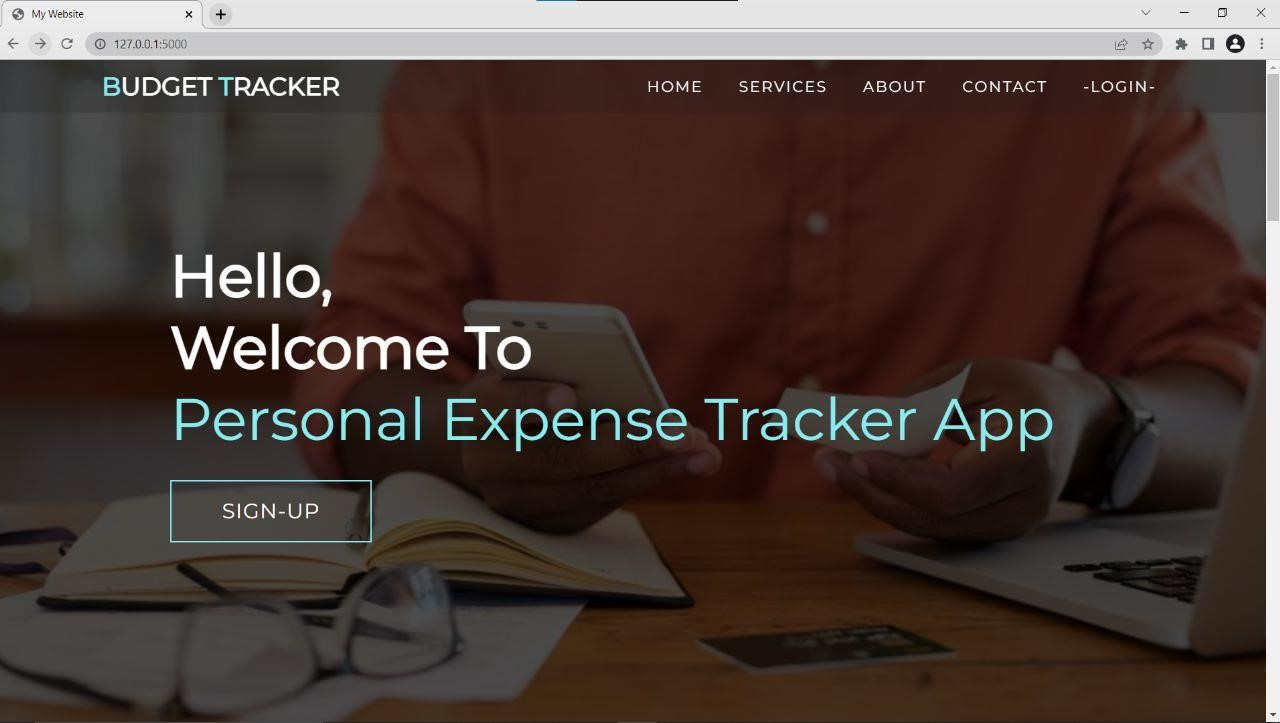 My Website
127.0.0.1:5000
BUDGET TRACKER
HOME SERVICES ABOUT CONTACT -LOGIN-
Hello,
Welcome To
Personal Expense Tracker App
SIGN-UP